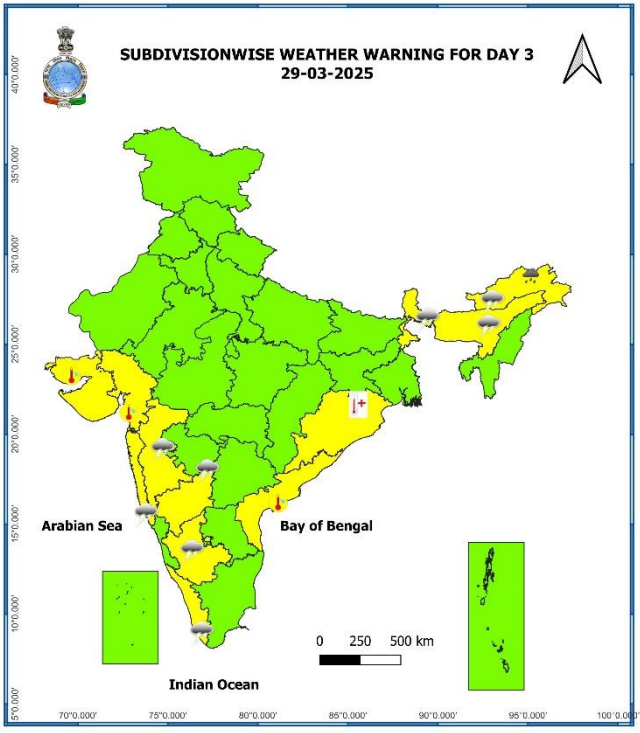 SUBDIVISIONWISE WEATHER WARNING FOR DAY 3
29-03-2025
40°0.000'
35°0.000'
30°0.000'
25°0.000'
20°0.000'
15°0.000'
10°0.000'
5°0.000'
Arabian Sea
Bay of Bengal
0 250 500 km
Indian Ocean
70°0.000' 75°0.000' 80°0.000' 85°0.000' 90°0.000' 95°0.000' 100°0.000'